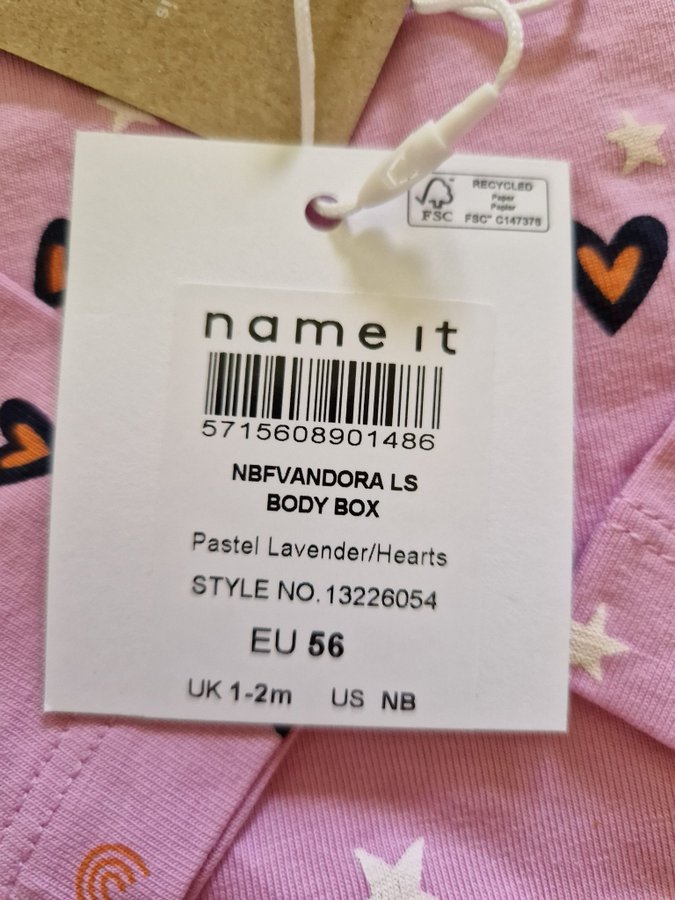 RECYCLED
Paper
Papier
FSC® C147376
FSC
name it
5715608901486
NBFVANDORA LS
BODY BOX
Pastel Lavender/Hearts
STYLE NO. 13226054
EU 56
UK 1-2m US NB